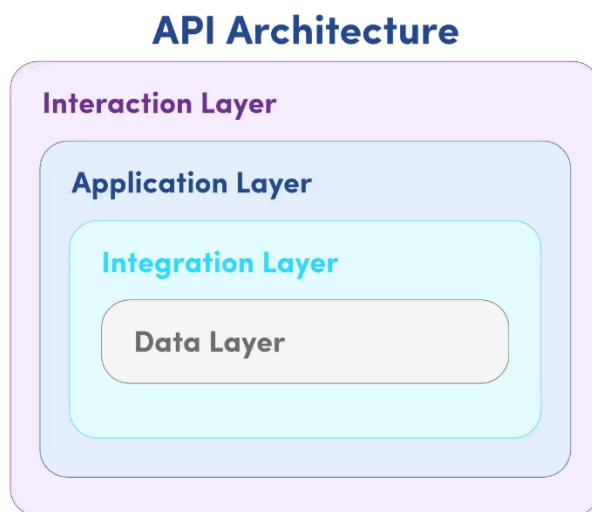 API Architecture
Interaction Layer
Application Layer
Integration Layer
Data Layer